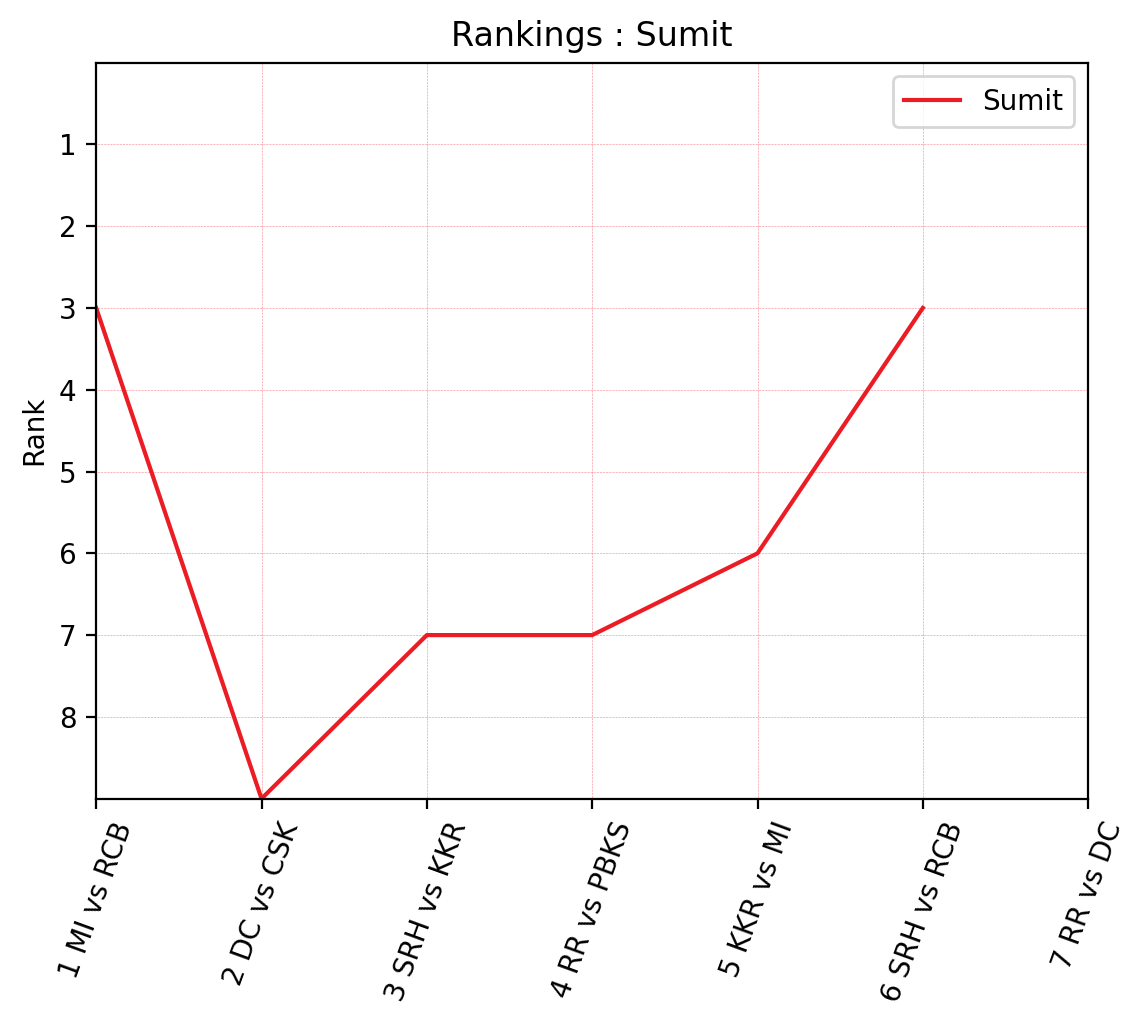 Rankings : Sumit
Sumit
Rank
1
2
3
4
5
6
7
8
1 MI vs RCB
2 DC vs CSK
3 SRH vs KKR
4 RR vs PBKS
5 KKR vs MI
6 SRH vs RCB
7 RR vs DC